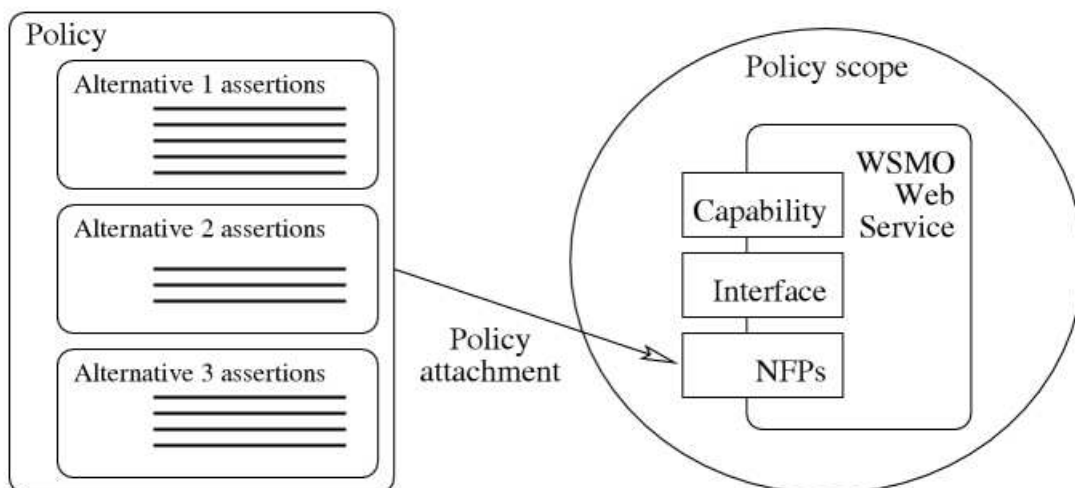 Policy
Alternative 1 assertions
Alternative 2 assertions
Alternative 3 assertions
Policy
attachment
Policy scope
WSMO
Web
Service
Capability
Interface
NFPs